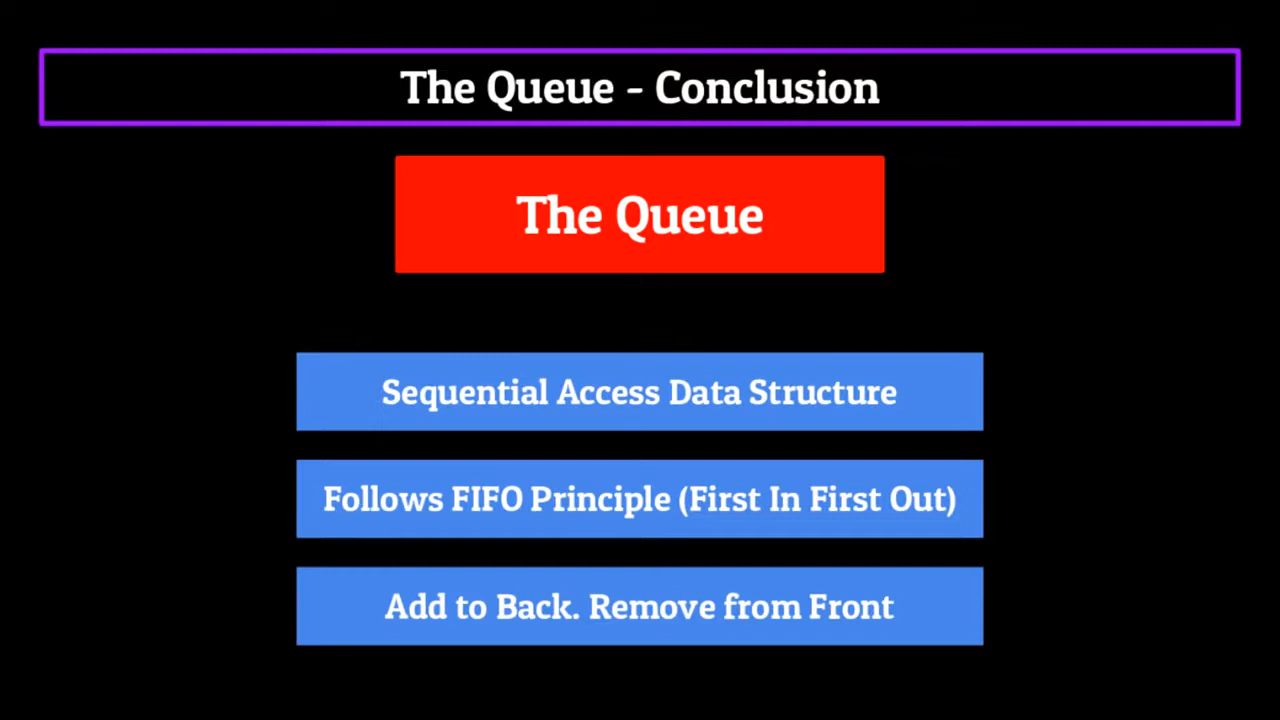 The Queue - Conclusion
The Queue
Sequential Access Data Structure
Follows FIFO Principle (First In First Out)
Add to Back. Remove from Front